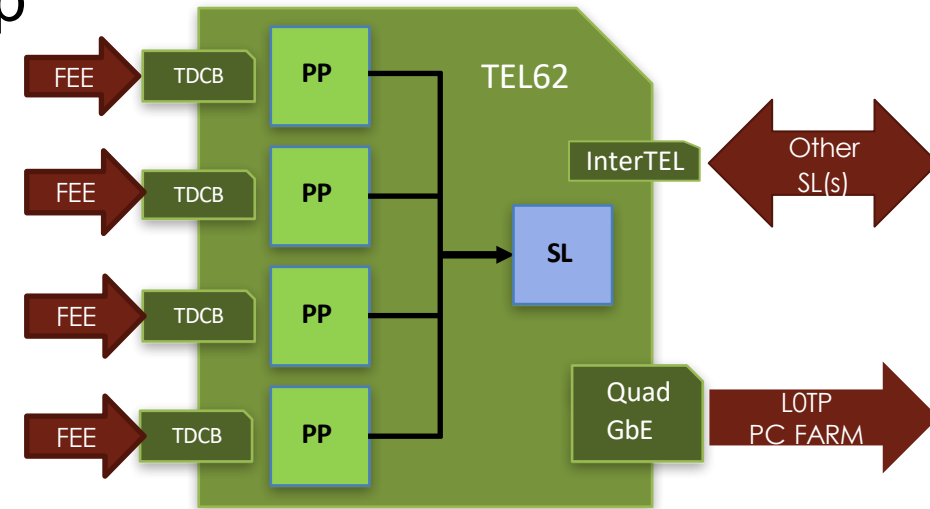 p
TEL62
FEE
TDCB
PP
FEE
TDCB
PP
InterTEL
Other
SL(s)
SL
FEE
TDCB
PP
FEE
TDCB
PP
Quad
GbE
L0TP
PC FARM